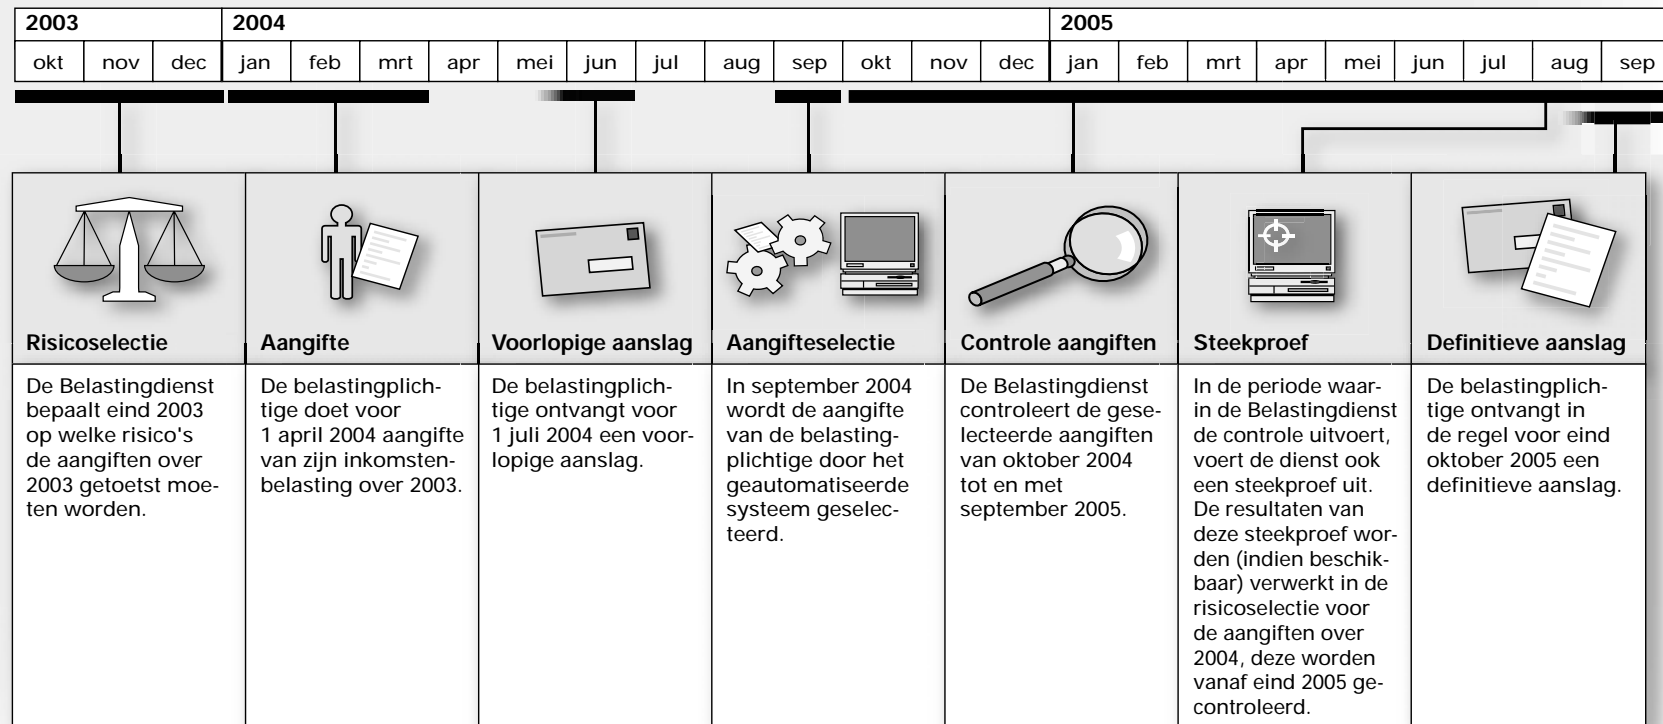 2003 2004 2005
okt nov dec jan feb mrt apr mei jun jul aug sep okt nov dec jan feb mrt apr mei jun jul aug sep
Risicoselectie
De Belastingdienst
bepaalt eind 2003
op welke risico's
de aangiften over
2003 getoetst moe-
ten worden.
Aangifte
De belastingplich-
tige doet voor
1 april 2004 aangifte
van zijn inkomsten-
belasting over 2003.
Voorlopige aanslag
De belastingplich-
tige ontvangt voor
1 juli 2004 een voor-
lopige aanslag.
Aangifteselectie
In september 2004
wordt de aangifte
van de belasting-
plichtige door het
geautomatiseerde
systeem geselec-
teerd.
Controle aangiften
De Belastingdienst
controleert de gese-
lecteerde aangiften
van oktober 2004
tot en met
september 2005.
Steekproef
In de periode waar-
in de Belastingdienst
de controle uitvoert,
voert de dienst ook
een steekproef uit.
De resultaten van
deze steekproef wor-
den (indien beschik-
baar) verwerkt in de
risicoselectie voor
de aangiften over
2004, deze worden
vanaf eind 2005 ge-
controleerd.
Definitieve aanslag
De belastingplich-
tige ontvangt in
de regel voor eind
oktober 2005 een
definitieve aanslag.